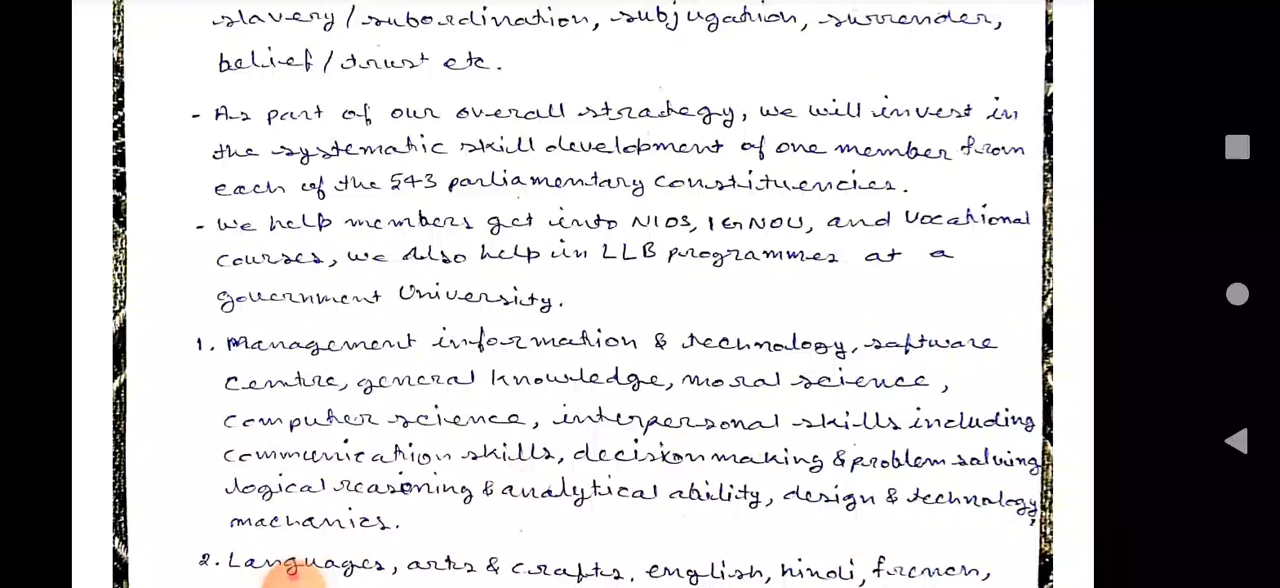 slavery/subordination, subjugation, surrender,
belief/trust etc.
- As part of our overall stradegy, we will invest in
the systematic skill development of one member from
each of the 543 parliamentary constituencies.
- We help members get into NIOS, IGNOU, and vocational
courses, we also help in LLB programmes at a
government University.
1. Management information & technology, software
centre, general knowledge, moral science,
computer science, interpersonal skills including
communication skills, decision making & problem solving
logical reasoning & analytical ability, design & technology,
machanics.
2. Languages, arts & crafts, english, hindi, french,